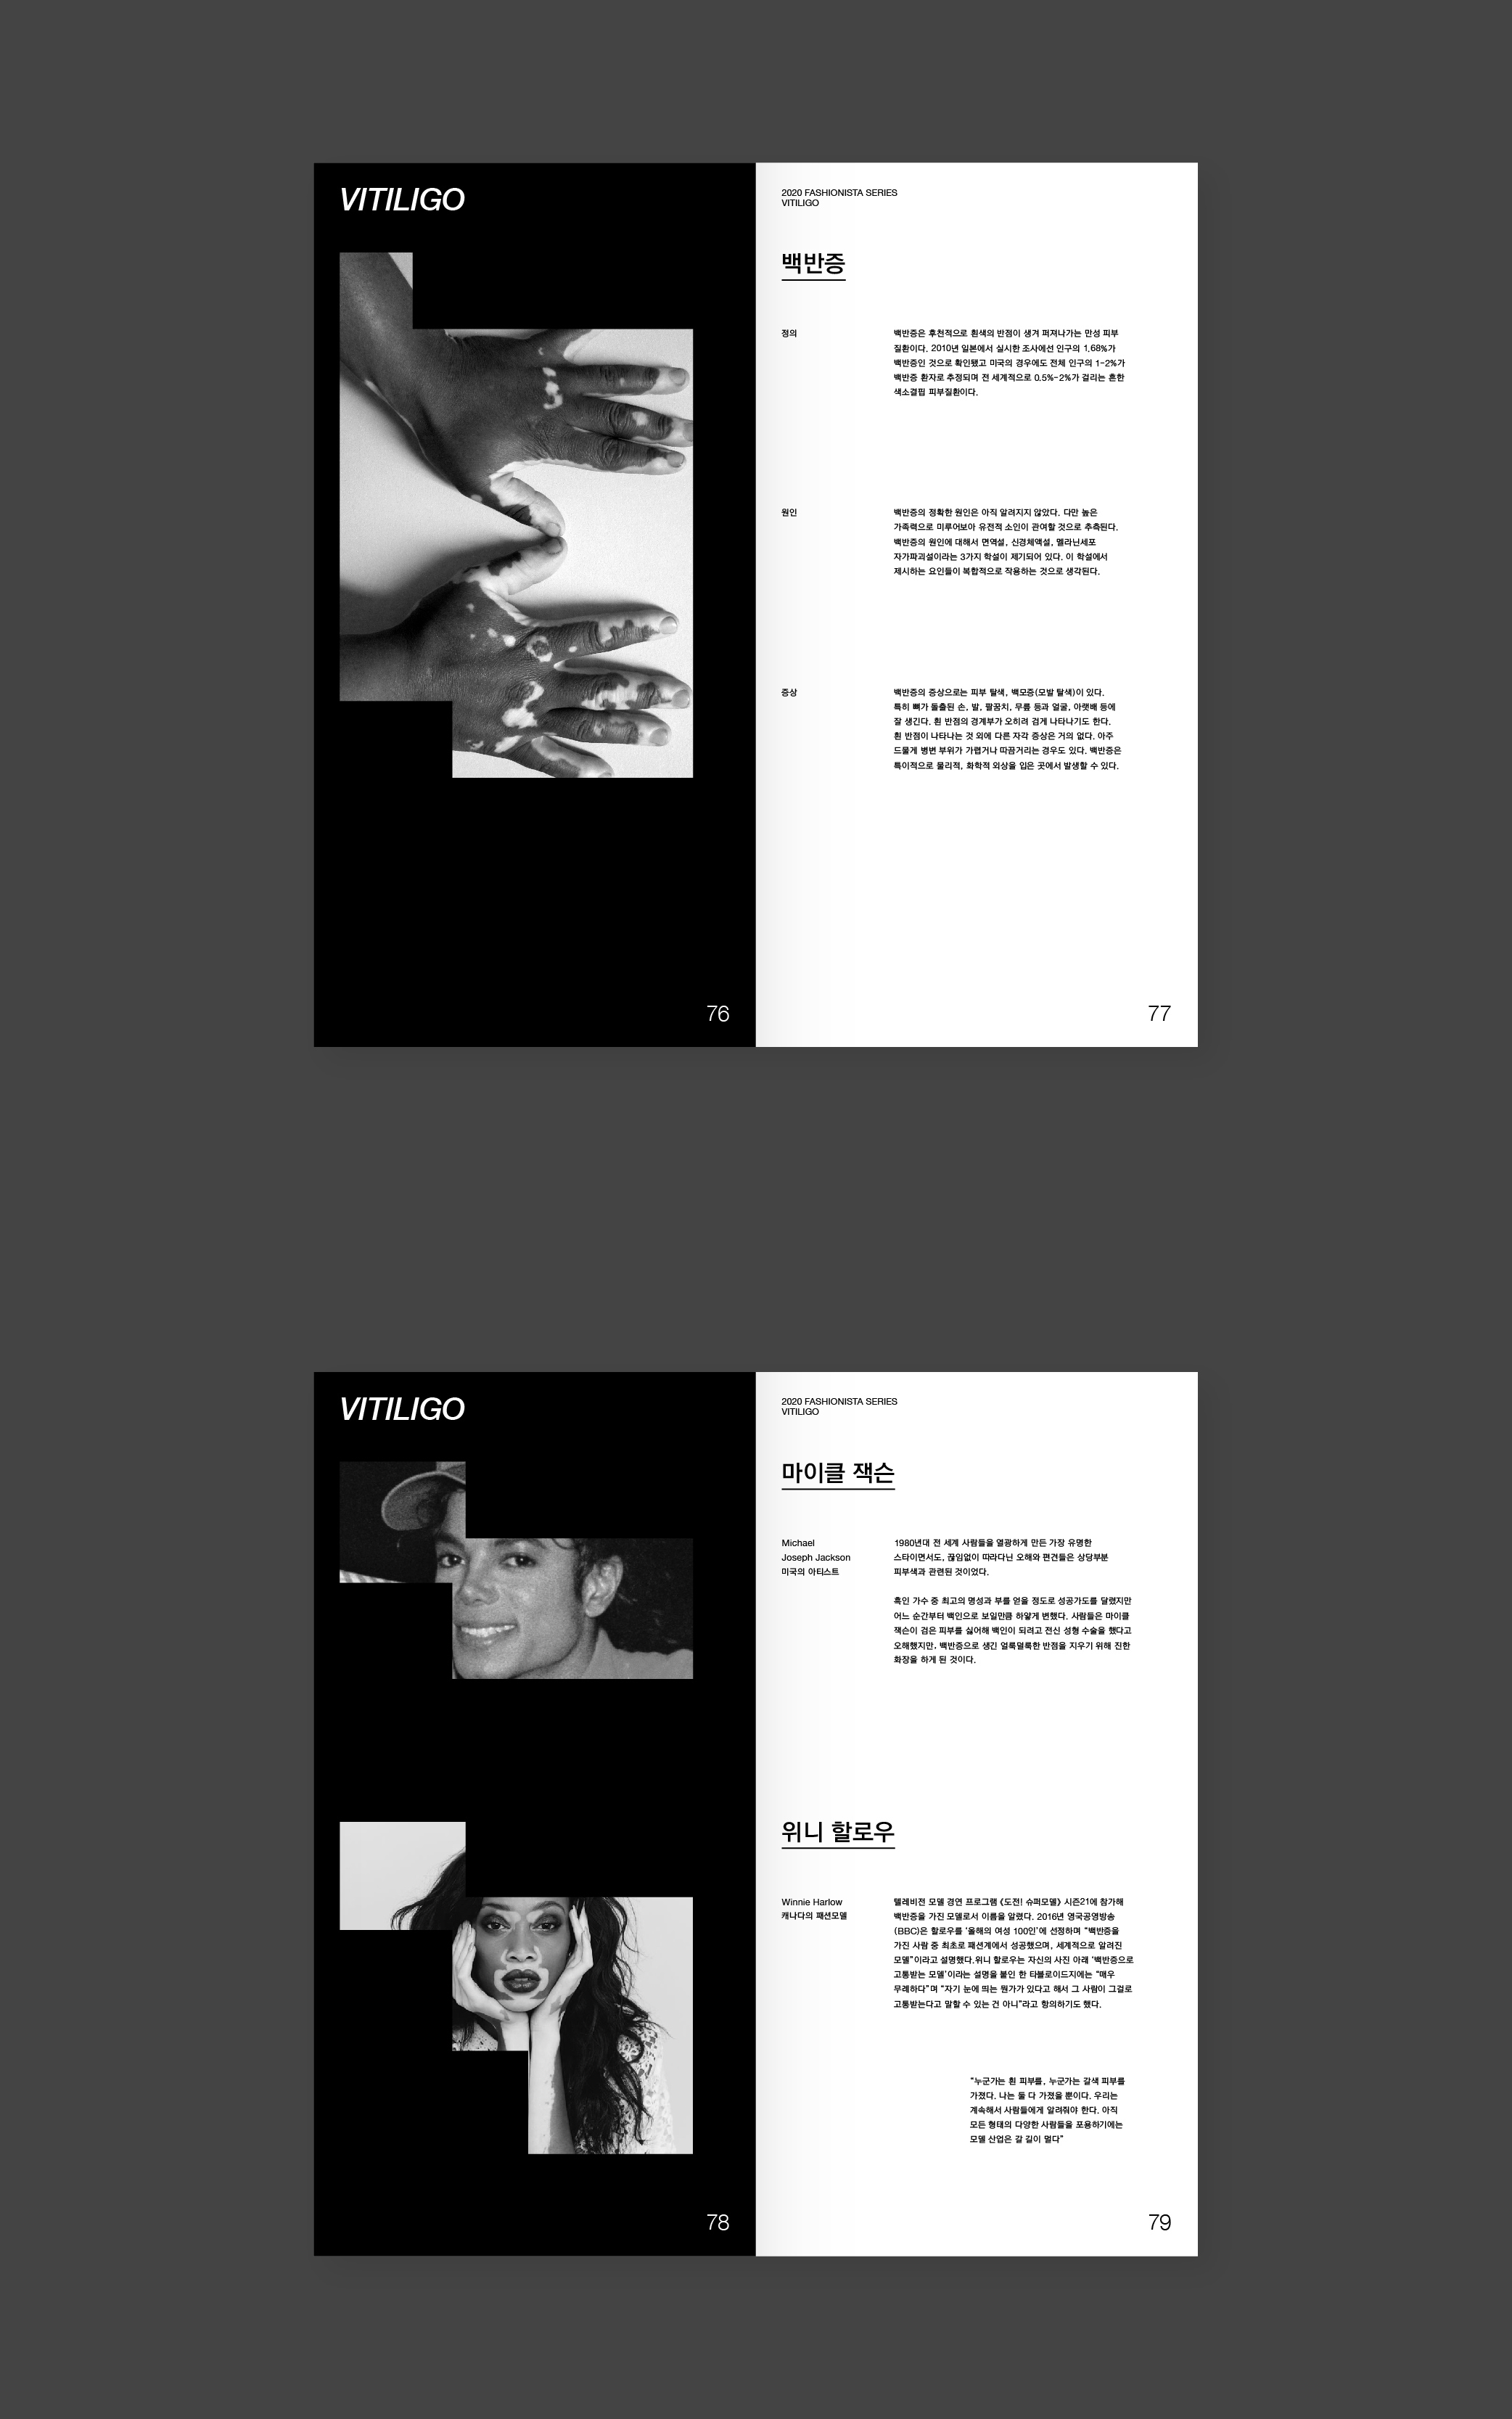 VITILIGO
76
2020 FASHIONISTA SERIES
VITILIGO
백반증
정의
백반증은 후천적으로 흰색의 반점이 생겨 퍼져나가는 만성 피부
질환이다. 2010년 일본에서 실시한 조사에선 인구의 1.68%가
백반증인 것으로 확인됐고 미국의 경우에도 전체 인구의 1-2%가
백반증 환자로 추정되며 전 세계적으로 0.5%-2%가 걸리는 흔한
색소결핍 피부질환이다.
원인
백반증의 정확한 원인은 아직 알려지지 않았다. 다만 높은
가족력으로 미루어보아 유전적 소인이 관여할 것으로 추측된다.
백반증의 원인에 대해서 면역설, 신경체액설, 멜라닌세포
자가파괴설이라는 3가지 학설이 제기되어 있다. 이 학설에서
제시하는 요인들이 복합적으로 작용하는 것으로 생각된다.
증상
백반증의 증상으로는 피부 탈색, 백모증(모발 탈색)이 있다.
특히 뼈가 돌출된 손, 발, 팔꿈치, 무릎 등과 얼굴, 아랫배 등에
잘 생긴다. 흰 반점의 경계부가 오히려 검게 나타나기도 한다.
흰 반점이 나타나는 것 외에 다른 자각 증상은 거의 없다. 아주
드물게 병변 부위가 가렵거나 따끔거리는 경우도 있다. 백반증은
특이적으로 물리적, 화학적 외상을 입은 곳에서 발생할 수 있다.
77
VITILIGO
78
2020 FASHIONISTA SERIES
VITILIGO
마이클 잭슨
Michael
Joseph Jackson
미국의 아티스트
1980년대 전 세계 사람들을 열광하게 만든 가장 유명한
스타이면서도, 끊임없이 따라다닌 오해와 편견들은 상당부분
피부색과 관련된 것이었다.
흑인 가수 중 최고의 명성과 부를 얻을 정도로 성공가도를 달렸지만
어느 순간부터 백인으로 보일만큼 하얗게 변했다. 사람들은 마이클
잭슨이 검은 피부를 싫어해 백인이 되려고 전신 성형 수술을 했다고
오해했지만, 백반증으로 생긴 얼룩덜룩한 반점을 지우기 위해 진한
화장을 하게 된 것이다.
위니 할로우
Winnie Harlow
캐나다의 패션모델
텔레비전 모델 경연 프로그램 《도전! 슈퍼모델》 시즌21에 참가해
백반증을 가진 모델로서 이름을 알렸다. 2016년 영국공영방송
(BBC)은 할로우를 '올해의 여성 100인'에 선정하며 "백반증을
가진 사람 중 최초로 패션계에서 성공했으며, 세계적으로 알려진
모델"이라고 설명했다.위니 할로우는 자신의 사진 아래 '백반증으로
고통받는 모델'이라는 설명을 붙인 한 타블로이드지에는 "매우
무례하다"며 "자기 눈에 띄는 뭔가가 있다고 해서 그 사람이 그걸로
고통받는다고 말할 수 있는 건 아니"라고 항의하기도 했다.
"누군가는 흰 피부를, 누군가는 갈색 피부를
가졌다. 나는 둘 다 가졌을 뿐이다. 우리는
계속해서 사람들에게 알려줘야 한다. 아직
모든 형태의 다양한 사람들을 포용하기에는
모델 산업은 갈 길이 멀다"
79